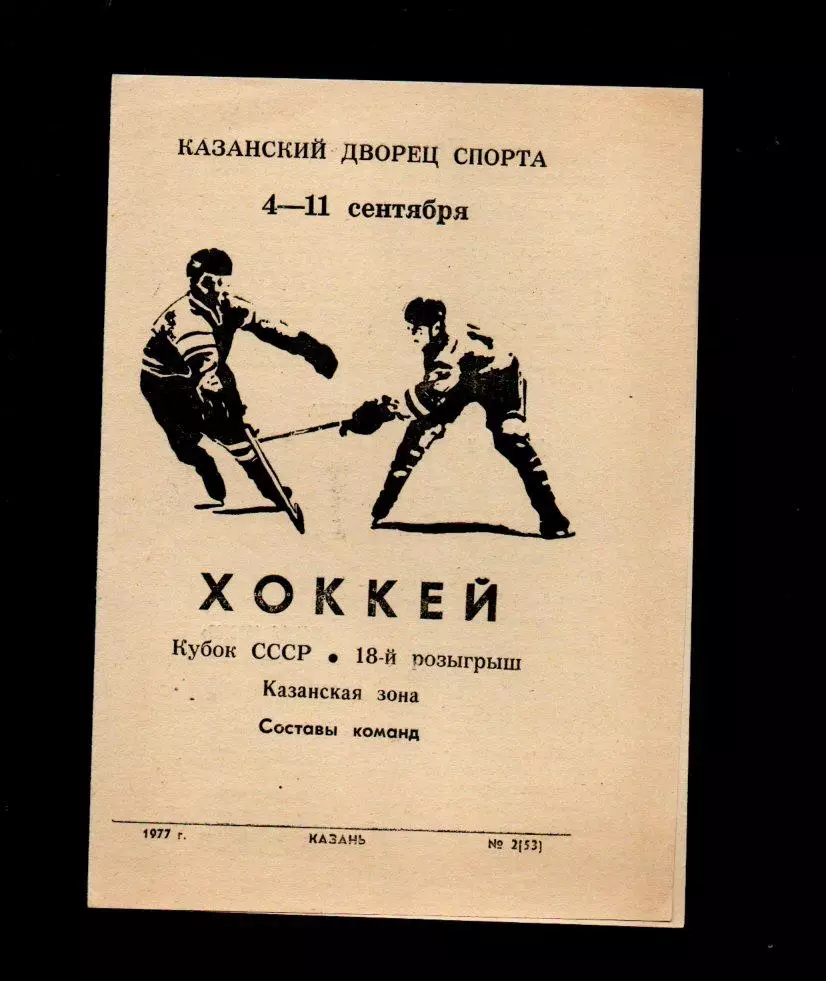 КАЗАНСКИЙ ДВОРЕЦ СПОРТА
4—11 сентября
ХОККЕЙ
Кубок СССР • 18-й розыгрыш
Казанская зона
Составы команд
1977 г. КАЗАНЬ № 2[53]